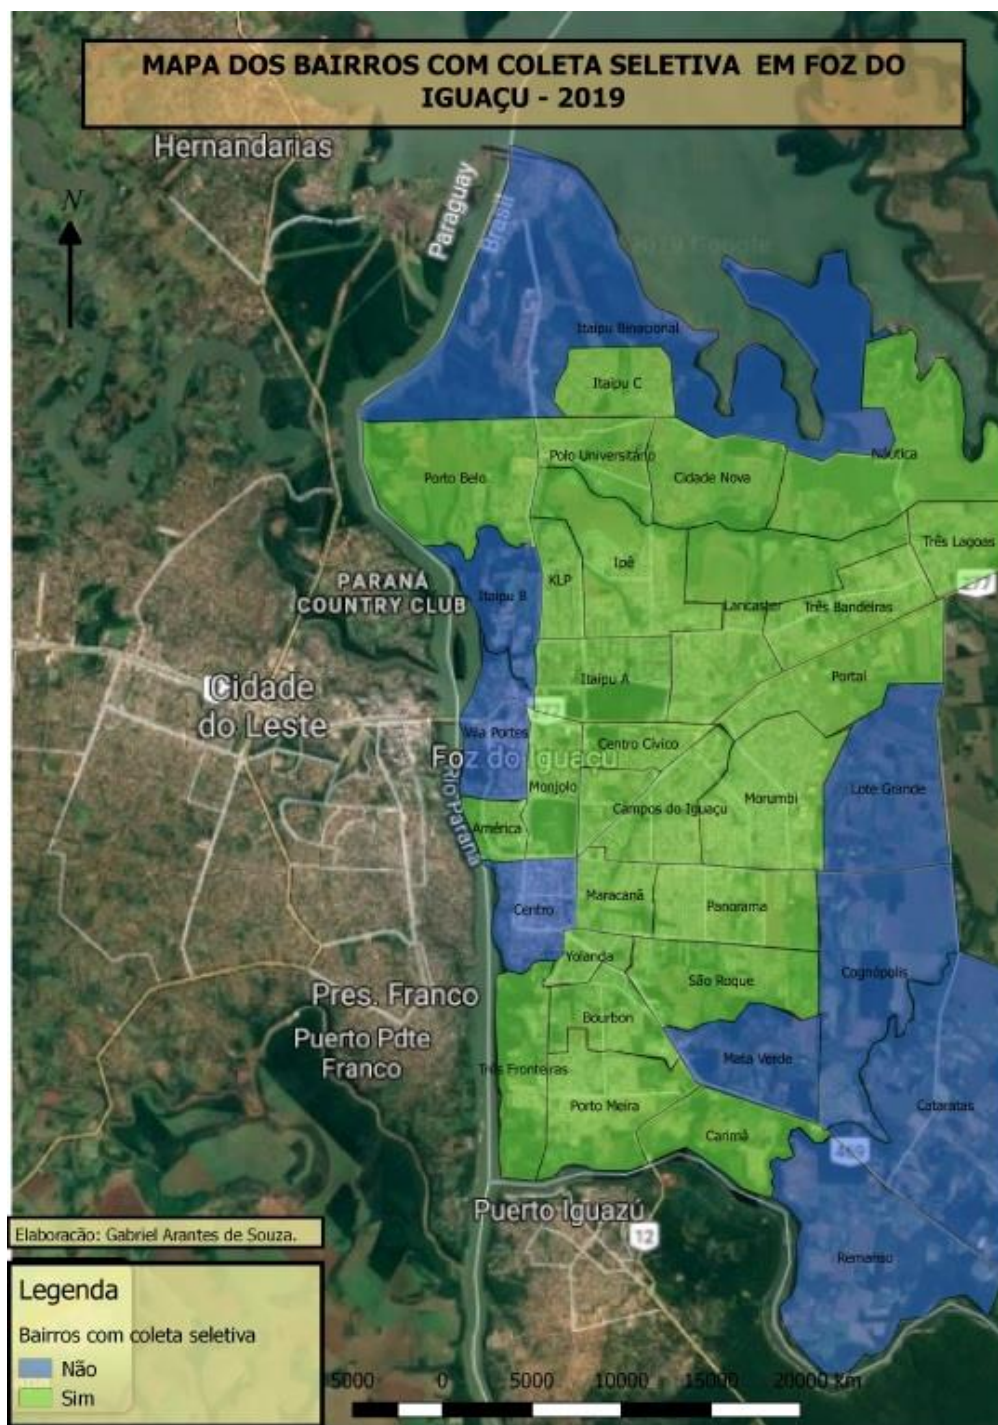 MAPA DOS BAIRROS COM COLETA SELETIVA EM FOZ DO
IGUAÇU - 2019
Hernandarias
N
Paraguay
Brasil
2019 Google
Itaipu Binacional
Itaipu C
Náutica
Polo Universitário
Porto Belo
Cidade Nova
Três Lagoas
Ipê
277
KLP
PARANÁ
COUNTRY CLUB
Itaipu B
Lancaster
Três Bandeiras
Itaipu A
Portal
Cidade
do Leste
Vila Portes
Centro Cívico
Foz do Iguaçu
Rio Paraná
Monjolo
Lote Grande
Morumbi
Campos do Iguaçu
América
Maracanã
Panorama
Centro
Yolanda
Cognópolis
São Roque
Pres. Franco
Bourbon
Puerto Pdte
Franco
Mata Verde
Três Fronteiras
Porto Meira
Cataratas
Carimã
469
Puerto Iguazú
12
Remanso
Elaboracão: Gabriel Arantes de Souza.
Legenda
Bairros com coleta seletiva
Não
Sim
5000 0 5000 10000 15000 20000 km